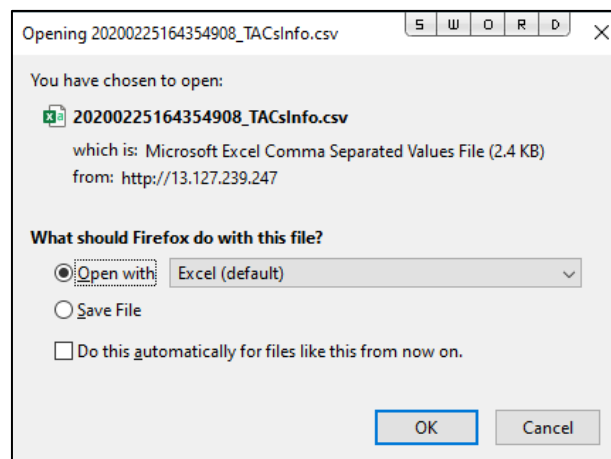 Opening 20200225164354908_TACsInfo.csv
S W O R D
You have chosen to open:
20200225164354908_TACsInfo.csv
which is: Microsoft Excel Comma Separated Values File (2.4 KB)
from: http://13.127.239.247
What should Firefox do with this file?
Open with
Excel (default)
Save File
Do this automatically for files like this from now on.
OK
Cancel